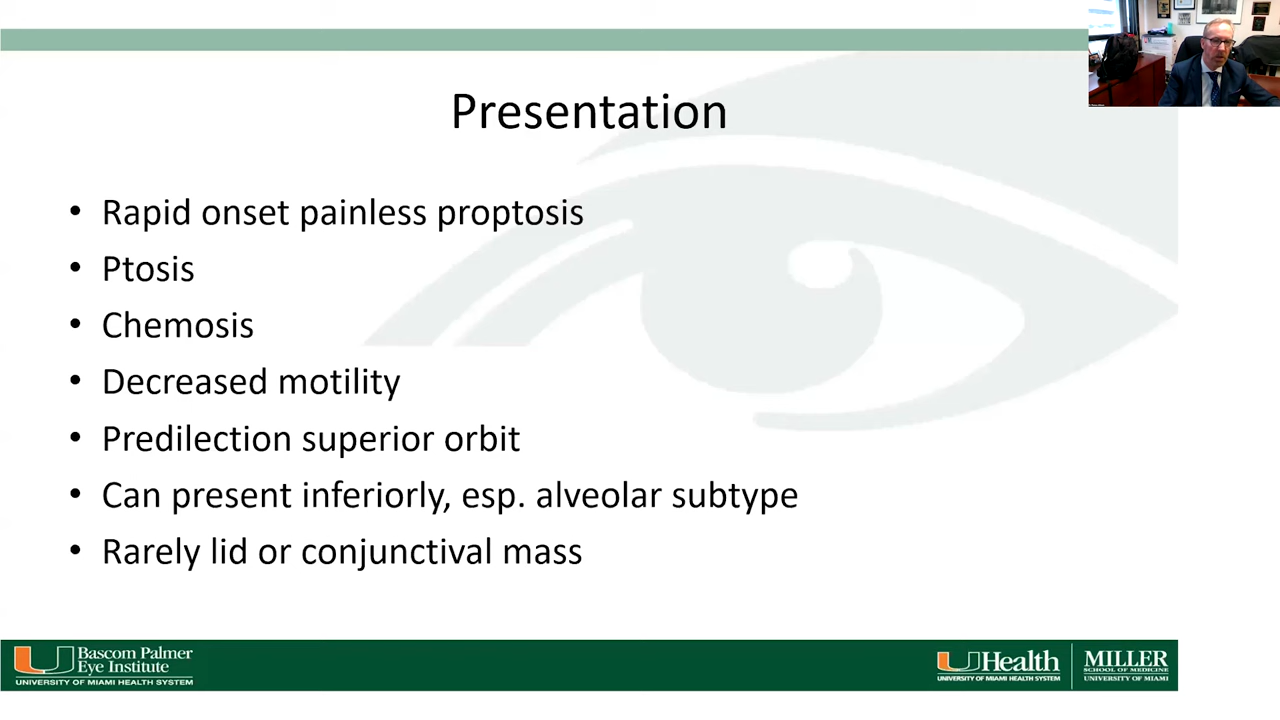 Presentation
• Rapid onset painless proptosis
• Ptosis
• Chemosis
• Decreased motility
• Predilection superior orbit
• Can present inferiorly, esp. alveolar subtype
• Rarely lid or conjunctival mass
Bascom Palmer
Eye Institute
UNIVERSITY OF MIAMI HEALTH SYSTEM
UHealth
UNIVERSITY OF MIAMI HEALTH SYSTEM
MILLER
SCHOOL OF MEDICINE
UNIVERSITY OF MIAMI